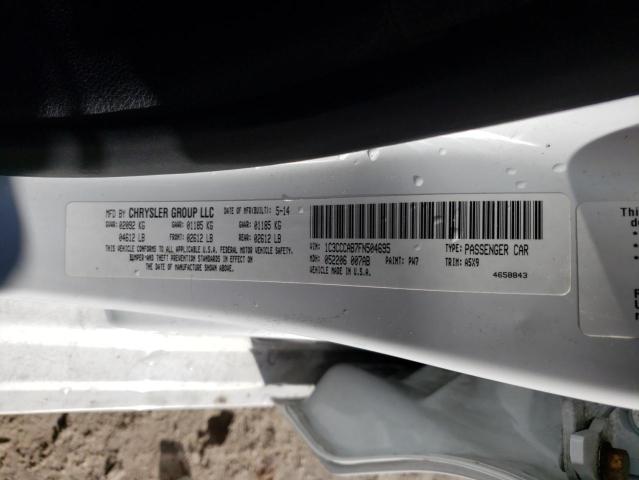 MFD BY CHRYSLER GROUP LLC DATE OF MFR(BUILT): 5-14
GVWR: 02092 KG GAWR: 01185 KG GAWR: 01185 KG
04612 LB FRONT: 02612 LB REAR: 02612 LB
THIS VEHICLE CONFORMS TO ALL APPLICABLE U.S.A. FEDERAL MOTOR VEHICLE SAFETY,
BUMPER-AND THEFT PREVENTION STANDARDS IN EFFECT ON
THE DATE OF MANUFACTURE SHOWN ABOVE.
VIN: 1C3CCCAB7FN504695 TYPE: PASSENGER CAR
MDH: 052206 007AB PAINT: PW7 TRIM: A5X9
VEHICLE MADE IN U.S.A.
4658843